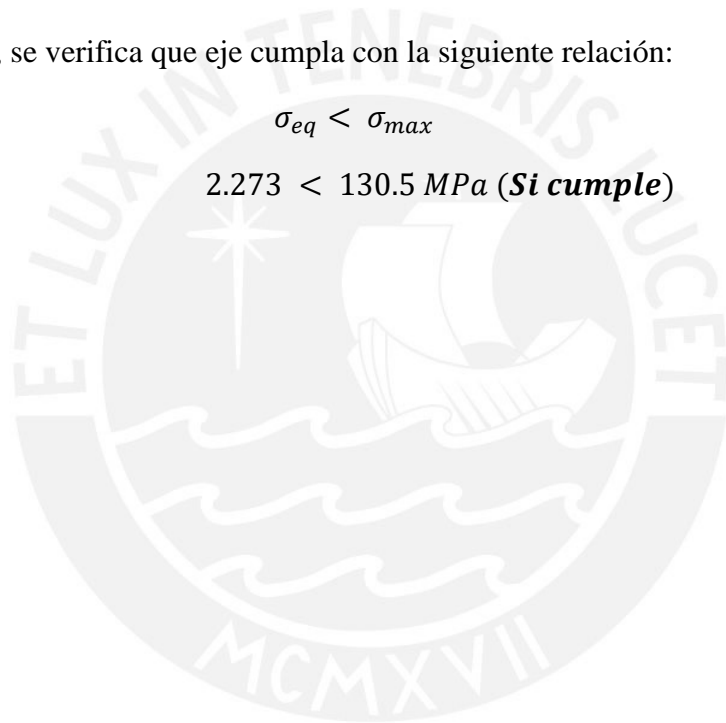 , se verifica que eje cumpla con la siguiente relación:
σ_eq < σ_max
2.273 < 130.5 MPa (Si cumple)
ET LUX IN TENEBRIS LUCET
MCMXVII